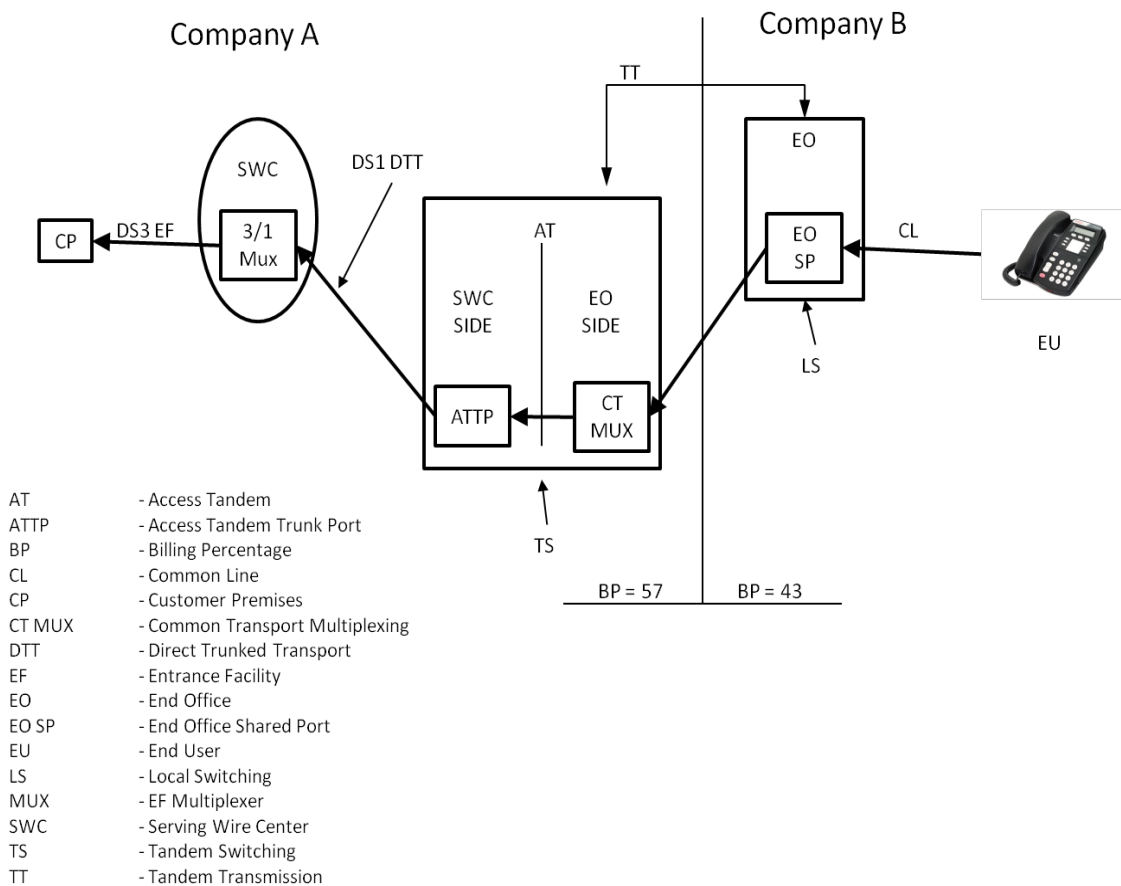 Company A
Company B
TT
EO
SWC
DS1 DTT
CP
DS3 EF
3/1
Mux
AT
EO
SP
CL
SWC
SIDE
EO
SIDE
EU
LS
ATTP
CT
MUX
TS
BP = 57
BP = 43
AT - Access Tandem
ATTP - Access Tandem Trunk Port
BP - Billing Percentage
CL - Common Line
CP - Customer Premises
CT MUX - Common Transport Multiplexing
DTT - Direct Trunked Transport
EF - Entrance Facility
EO - End Office
EO SP - End Office Shared Port
EU - End User
LS - Local Switching
MUX - EF Multiplexer
SWC - Serving Wire Center
TS - Tandem Switching
TT - Tandem Transmission